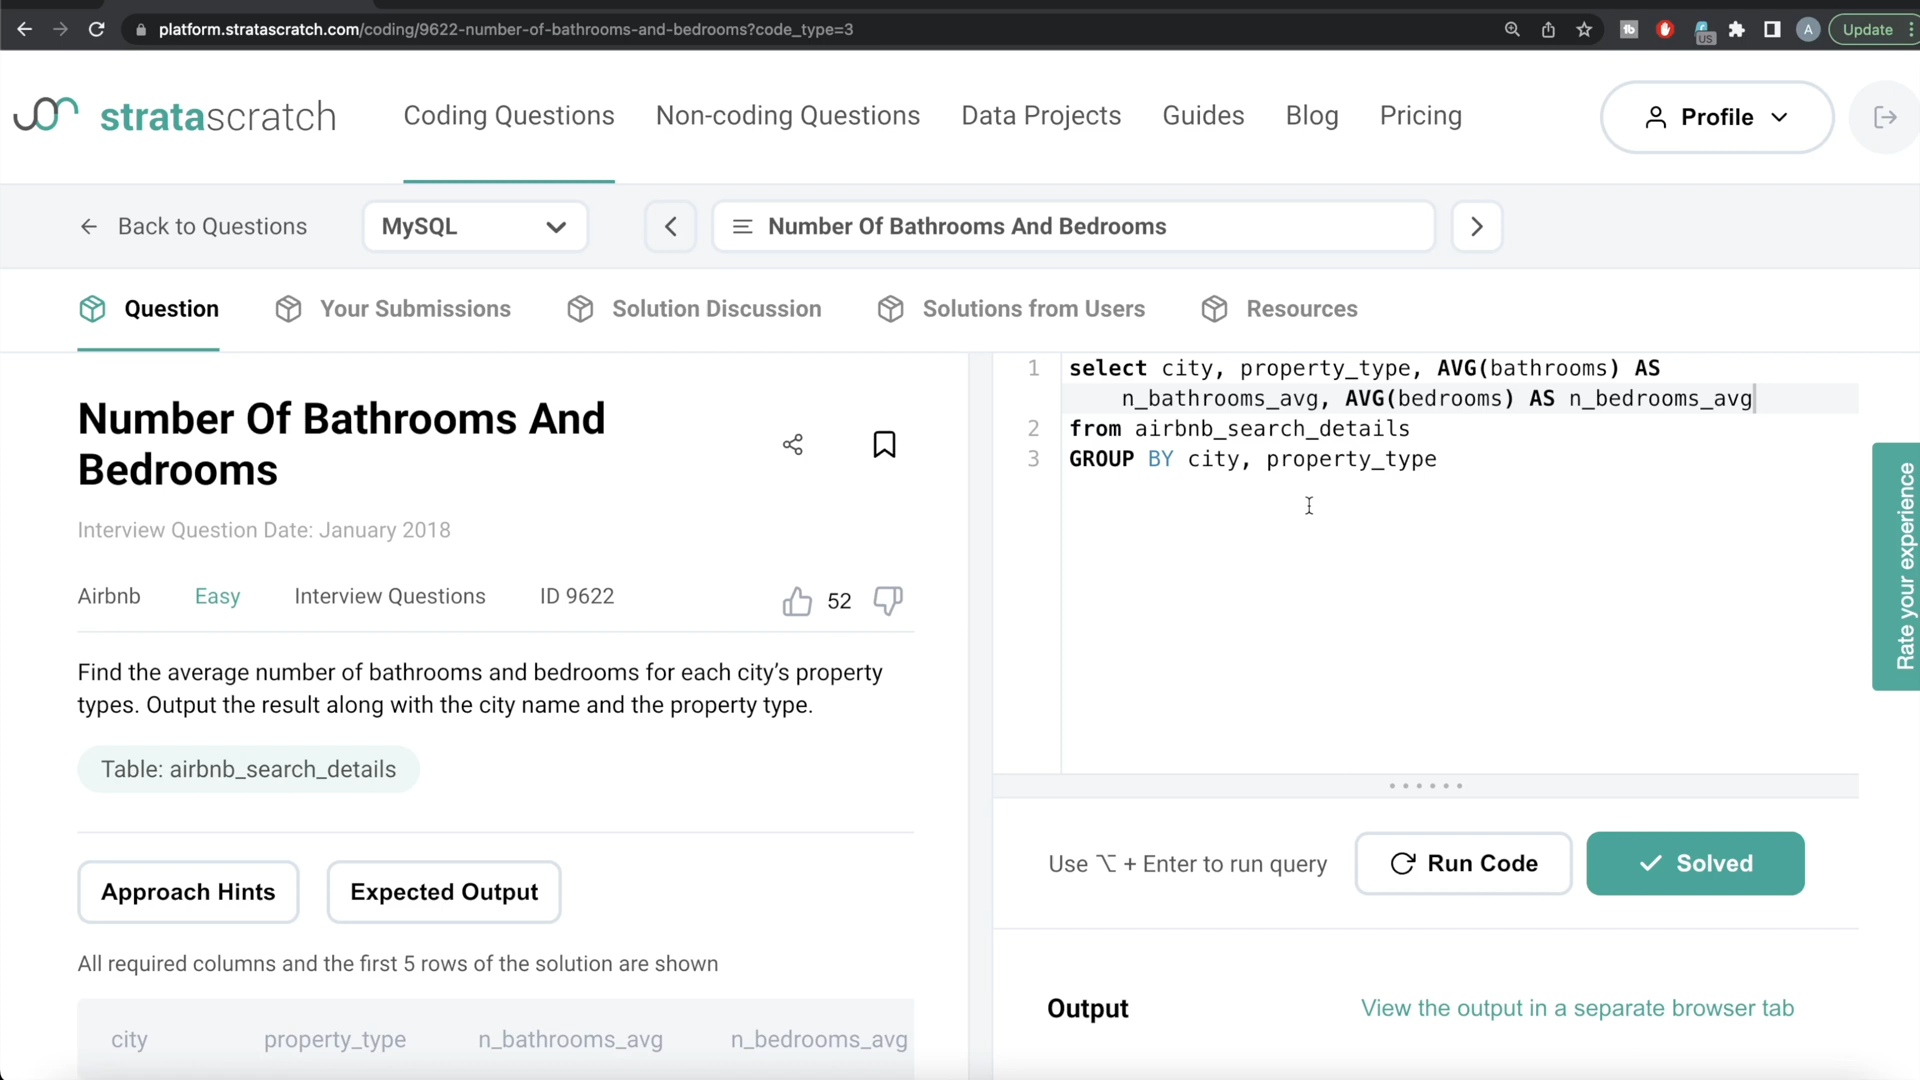 platform.stratascratch.com/coding/9622-number-of-bathrooms-and-bedrooms?code_type=3
US
A
Update
stratascratch
Coding Questions
Non-coding Questions
Data Projects
Guides
Blog
Pricing
Profile
Back to Questions
MySQL
Number Of Bathrooms And Bedrooms
Question
Your Submissions
Solution Discussion
Solutions from Users
Resources
Number Of Bathrooms And
Bedrooms
Interview Question Date: January 2018
Airbnb
Easy
Interview Questions
ID 9622
52
Find the average number of bathrooms and bedrooms for each city’s property
types. Output the result along with the city name and the property type.
Table: airbnb_search_details
Approach Hints
Expected Output
All required columns and the first 5 rows of the solution are shown
city property_type n_bathrooms_avg n_bedrooms_avg
1 select city, property_type, AVG(bathrooms) AS
n_bathrooms_avg, AVG(bedrooms) AS n_bedrooms_avg
2 from airbnb_search_details
3 GROUP BY city, property_type
Use ⌥ + Enter to run query
Run Code
Solved
Output
View the output in a separate browser tab
Rate your experience